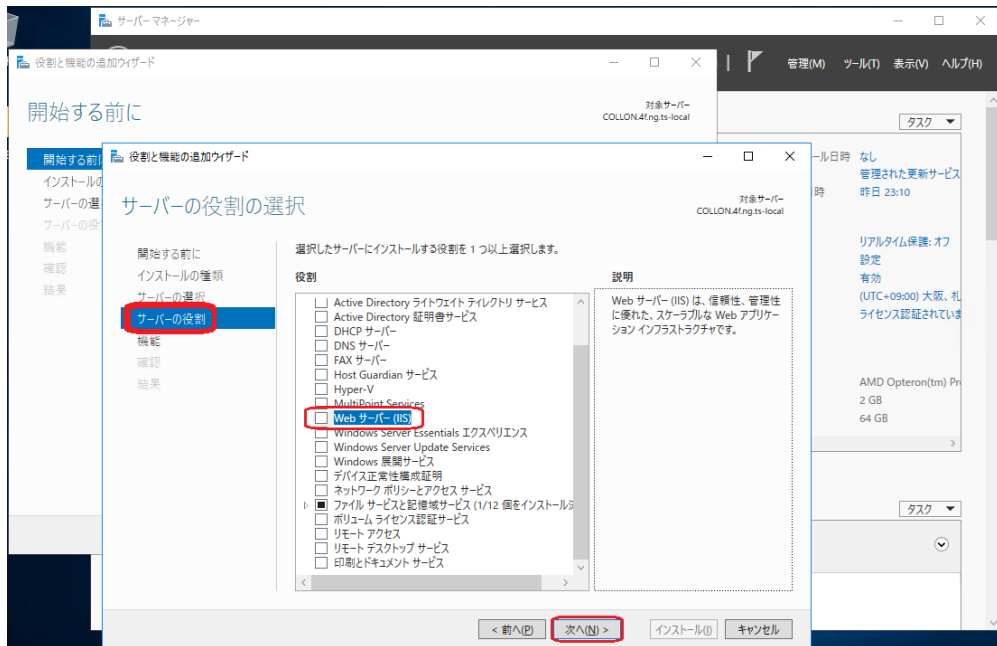 サーバー マネージャー
管理(M) ツール(T) 表示(V) ヘルプ(H)
役割と機能の追加ウィザード
開始する前に
対象サーバー
COLLON.4f.ng.ts-local
開始する前に
インストールの
サーバーの選
サーバーの役
機能
確認
結果
タスク
ール日時 なし
管理された更新サービス
日時 昨日 23:10
リアルタイム保護: オフ
設定
有効
(UTC+09:00) 大阪、札
ライセンス認証されていま
AMD Opteron(tm) Pr
2 GB
64 GB
タスク
役割と機能の追加ウィザード
サーバーの役割の選択
対象サーバー
COLLON.4f.ng.ts-local
開始する前に
インストールの種類
サーバーの選択
サーバーの役割
機能
確認
結果
選択したサーバーにインストールする役割を 1 つ以上選択します。
役割
Active Directory ライトウェイト ディレクトリ サービス
Active Directory 証明書サービス
DHCP サーバー
DNS サーバー
FAX サーバー
Host Guardian サービス
Hyper-V
MultiPoint Services
Web サーバー (IIS)
Windows Server Essentials エクスペリエンス
Windows Server Update Services
Windows 展開サービス
デバイス正常性構成証明
ネットワーク ポリシーとアクセス サービス
ファイル サービスと記憶域サービス (1/12 個をインストール済
ボリューム ライセンス認証サービス
リモート アクセス
リモート デスクトップ サービス
印刷とドキュメント サービス
説明
Web サーバー (IIS) は、信頼性、管理性
に優れた、スケーラブルな Web アプリケー
ション インフラストラクチャです。
< 前へ(P) 次へ(N) > インストール(I) キャンセル